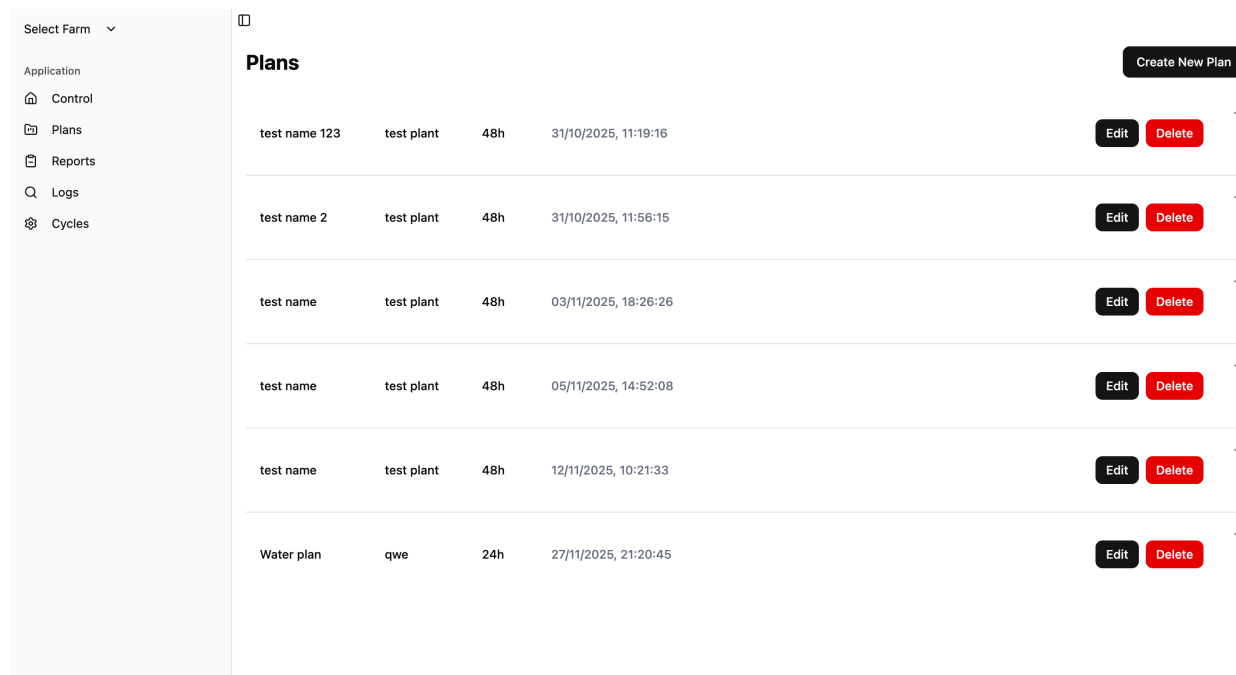 Select Farm
Application
Control
Plans
Reports
Logs
Cycles
Plans
Create New Plan
test name 123 test plant 48h 31/10/2025, 11:19:16 Edit Delete
test name 2 test plant 48h 31/10/2025, 11:56:15 Edit Delete
test name test plant 48h 03/11/2025, 18:26:26 Edit Delete
test name test plant 48h 05/11/2025, 14:52:08 Edit Delete
test name test plant 48h 12/11/2025, 10:21:33 Edit Delete
Water plan qwe 24h 27/11/2025, 21:20:45 Edit Delete